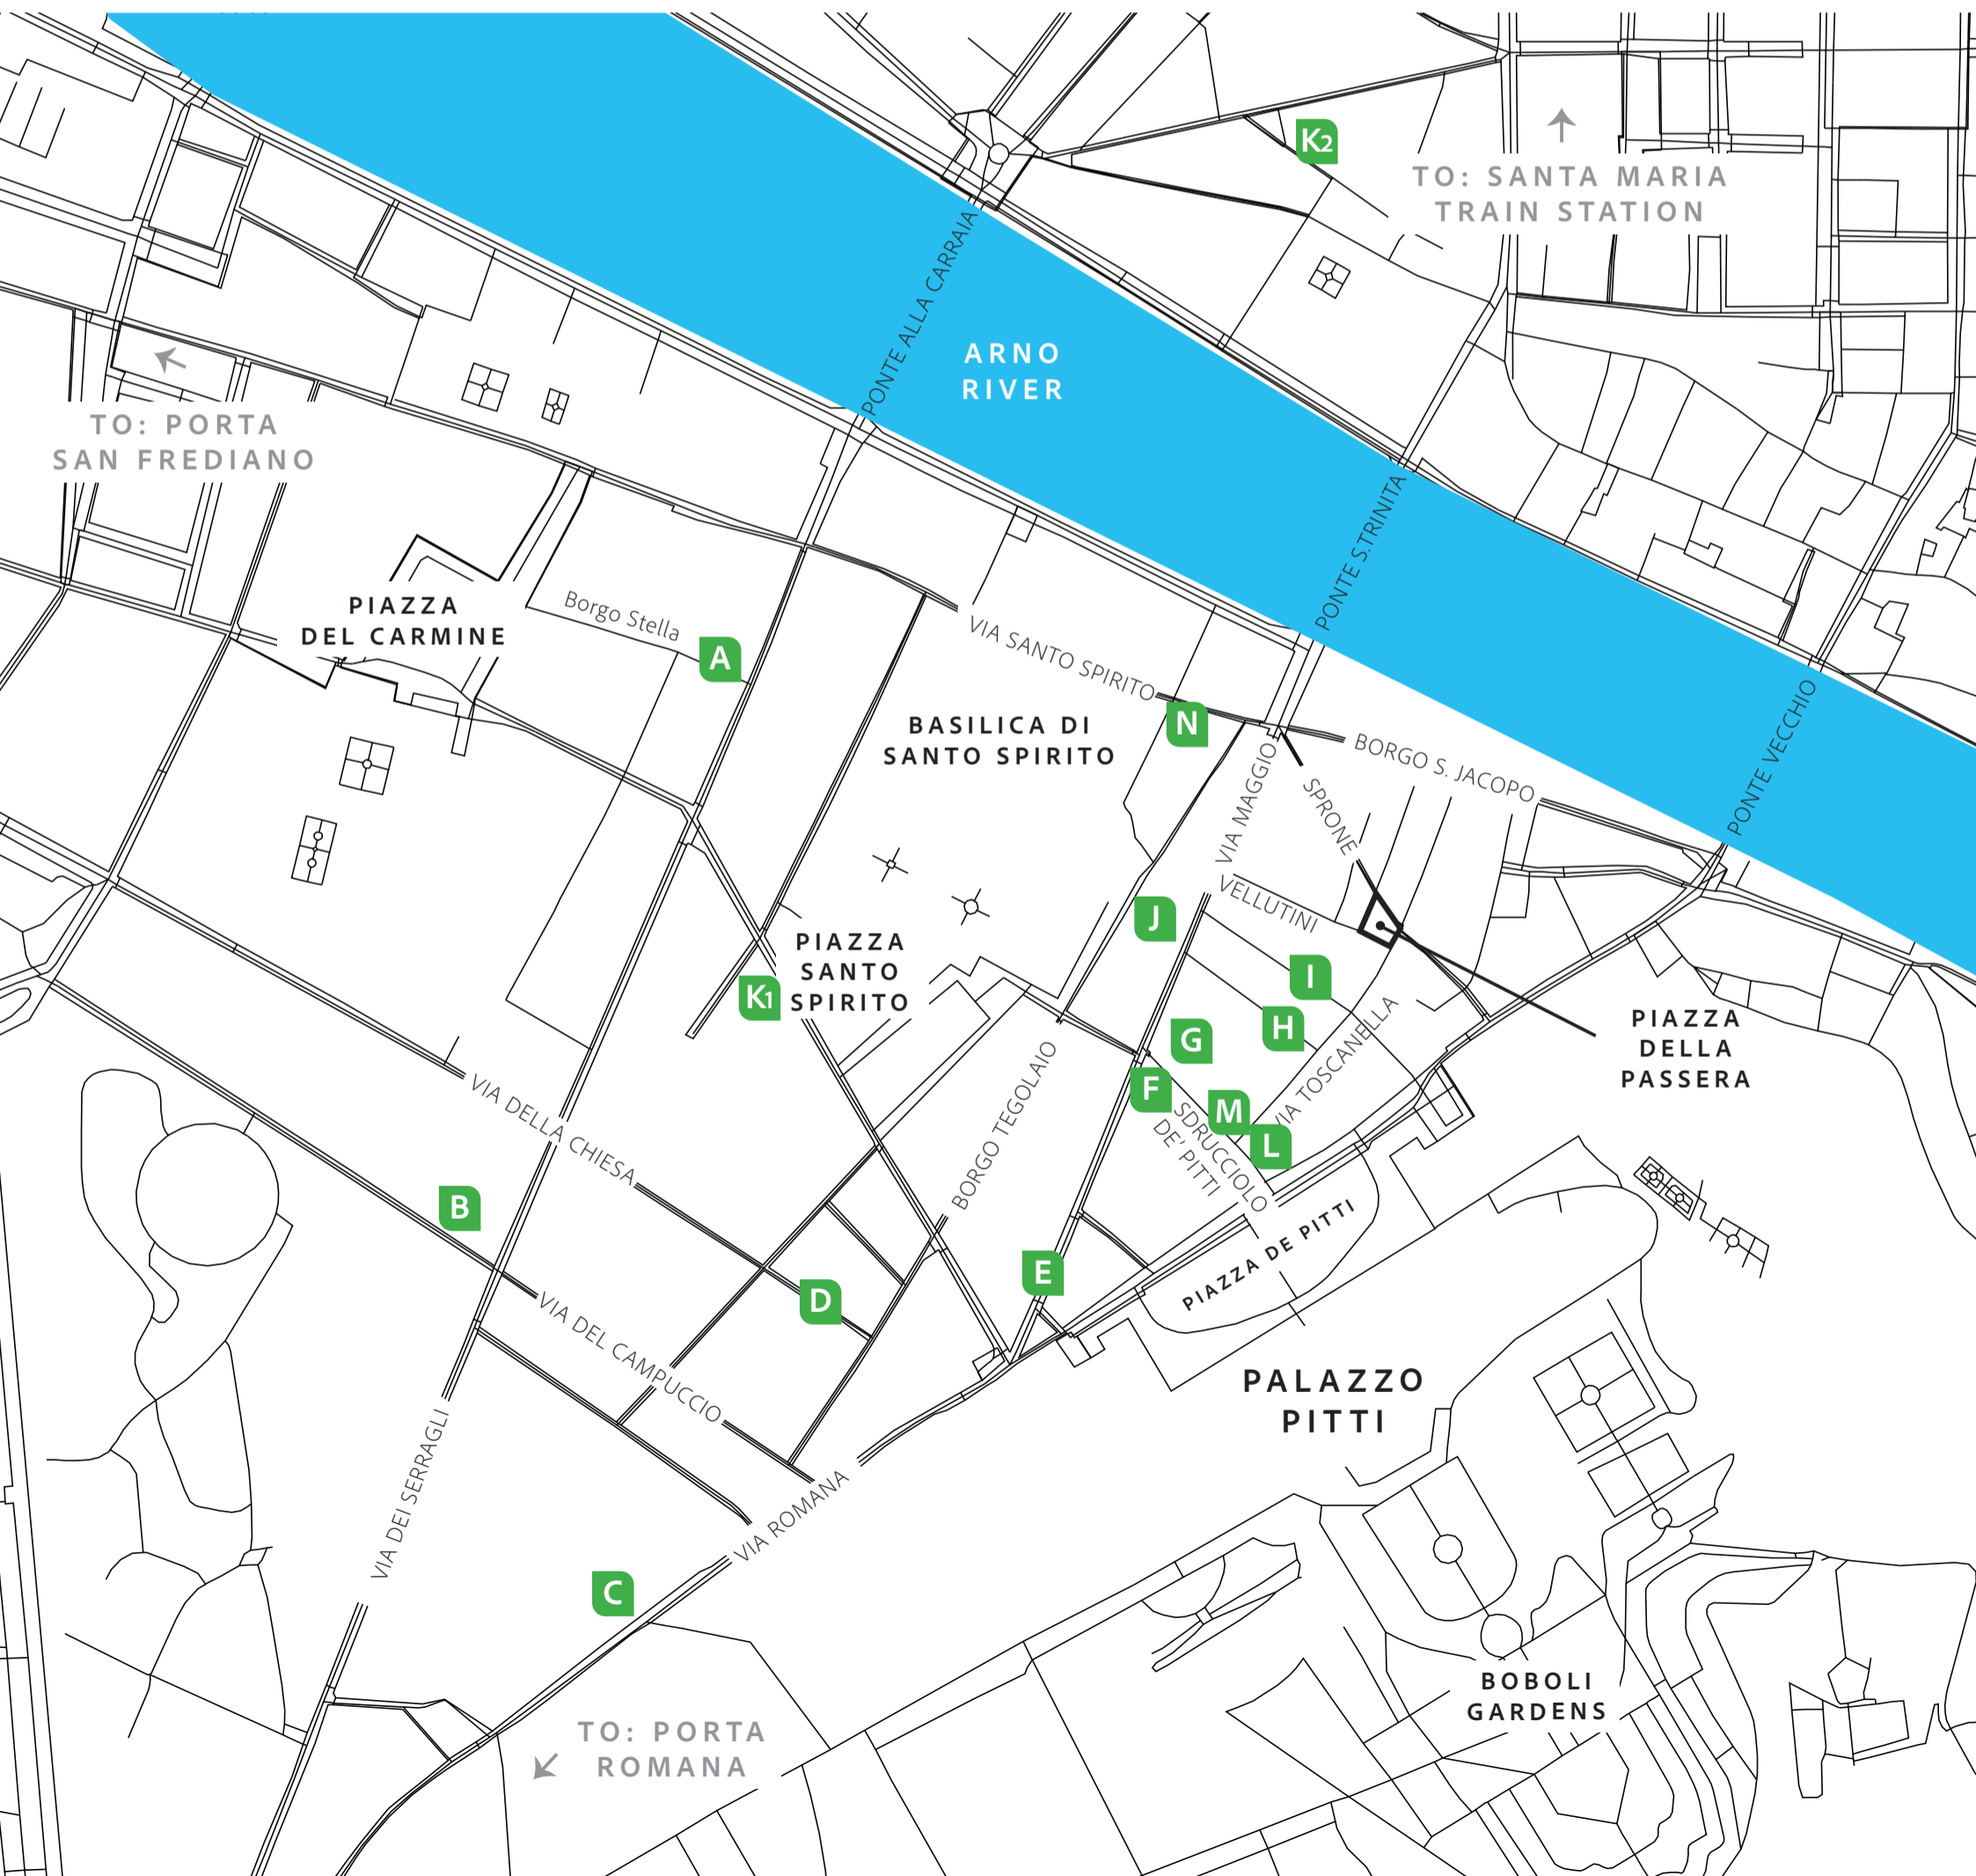 K2
TO: SANTA MARIA
TRAIN STATION
PONTE ALLA CARRAIA
ARNO
RIVER
TO: PORTA
SAN FREDIANO
PONTE S.TRINITA
PIAZZA
DEL CARMINE
Borgo Stella
A
VIA SANTO SPIRITO
N
BASILICA DI
SANTO SPIRITO
BORGO S. JACOPO
PONTE VECCHIO
VIA MAGGIO
SPRONE
VELLUTINI
J
PIAZZA
SANTO
SPIRITO
K1
I
H
G
PIAZZA
DELLA
PASSERA
VIA TOSCANELLA
F
M
L
SDRUCCIOLO
DE' PITTI
BORGO TEGOLAIO
VIA DELLA CHIESA
B
E
D
PIAZZA DE PITTI
VIA DEL CAMPUCCIO
PALAZZO
PITTI
VIA DEI SERRAGLI
VIA ROMANA
C
BOBOLI
GARDENS
TO: PORTA
ROMANA